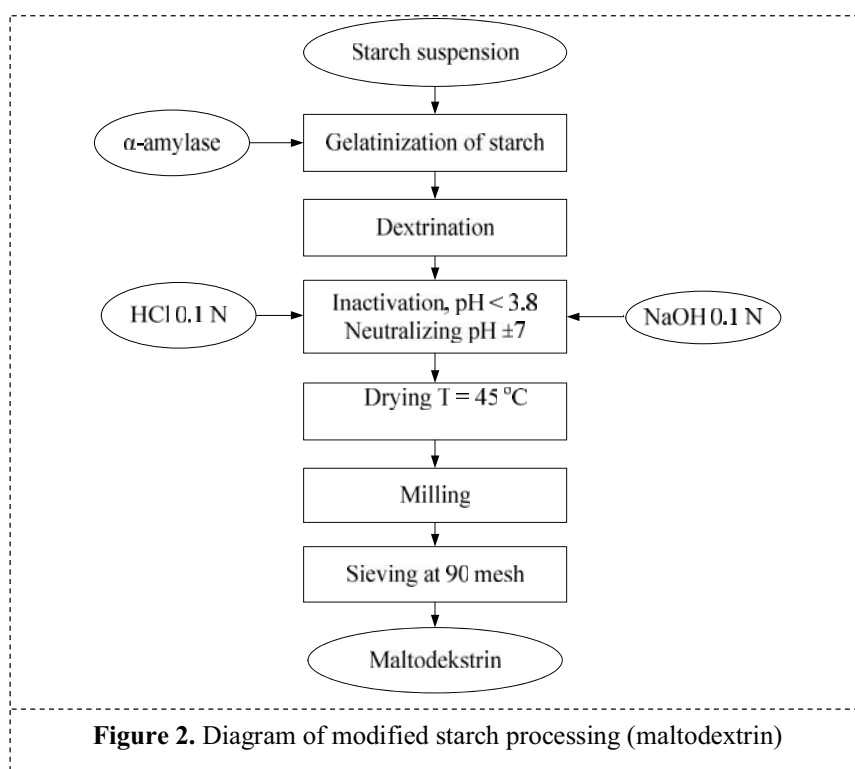 Starch suspension
α-amylase
Gelatinization of starch
Dextrination
HCl 0.1 N
Inactivation, pH < 3.8
Neutralizing pH ±7
NaOH 0.1 N
Drying T = 45 °C
Milling
Sieving at 90 mesh
Maltodekstrin
Figure 2. Diagram of modified starch processing (maltodextrin)